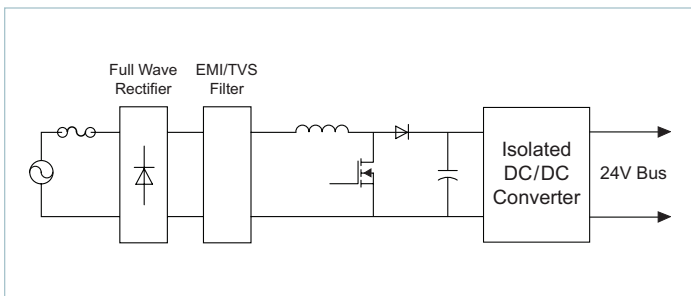 Full Wave
Rectifier
EMI/TVS
Filter
Isolated
DC/DC
Converter
24V Bus